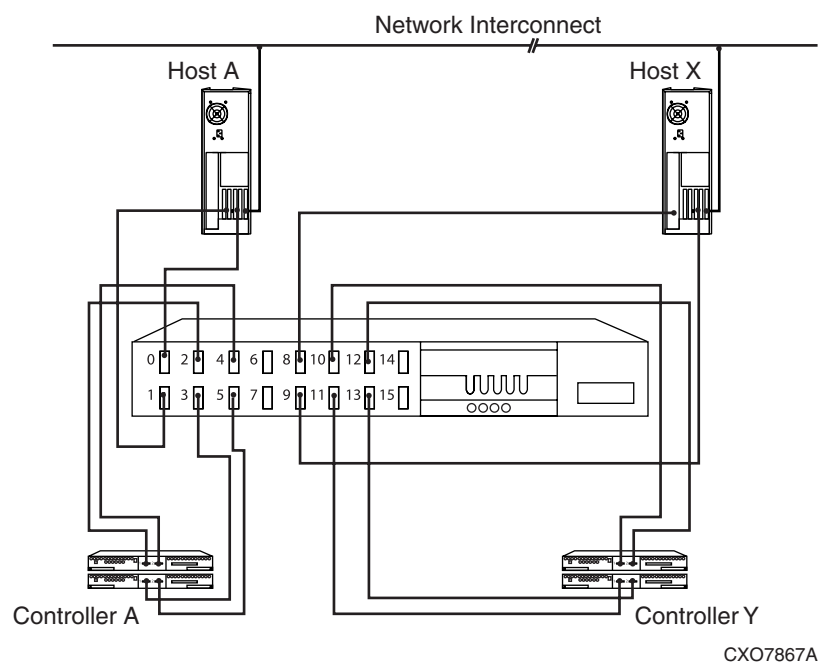 Network Interconnect
Host A
Host X
0 2 4 6 8 10 12 14
1 3 5 7 9 11 13 15
Controller A
Controller Y
CXO7867A